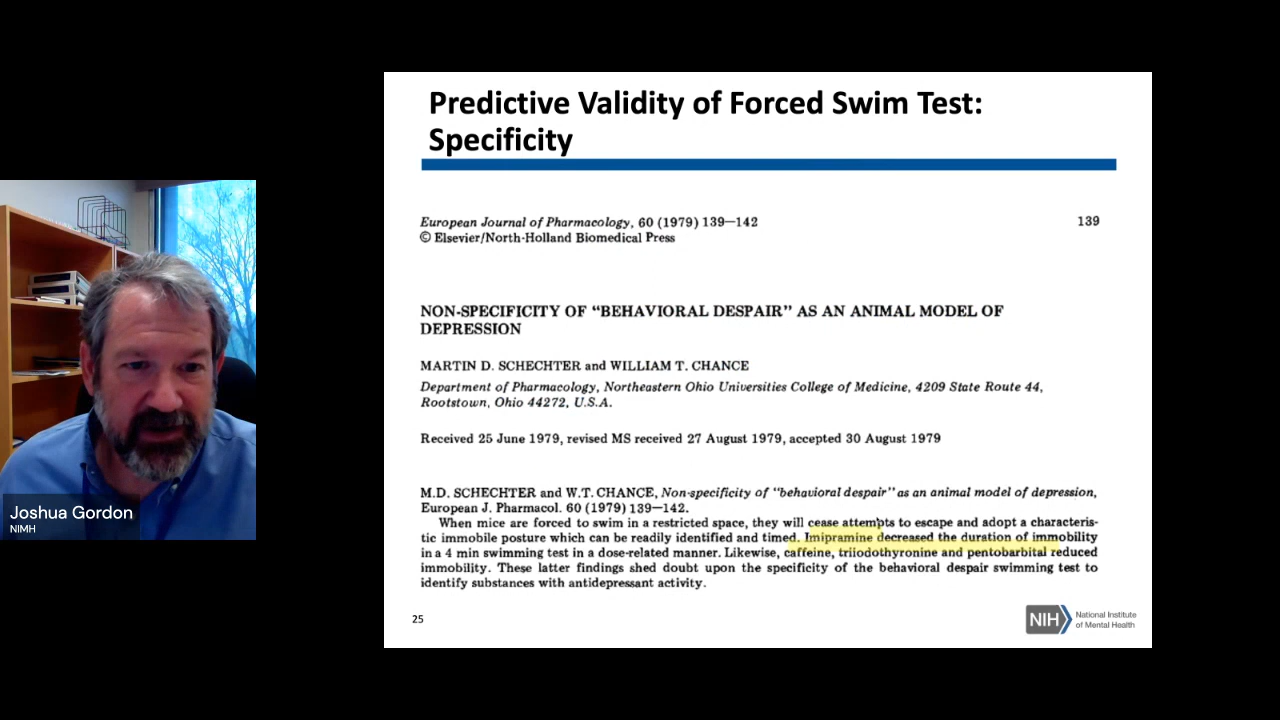 Predictive Validity of Forced Swim Test:
Specificity
European Journal of Pharmacology, 60 (1979) 139—142 139
© Elsevier/North-Holland Biomedical Press
NON-SPECIFICITY OF “BEHAVIORAL DESPAIR” AS AN ANIMAL MODEL OF
DEPRESSION
MARTIN D. SCHECHTER and WILLIAM T. CHANCE
Department of Pharmacology, Northeastern Ohio Universities College of Medicine, 4209 State Route 44,
Rootstown, Ohio 44272, U.S.A.
Received 25 June 1979, revised MS received 27 August 1979, accepted 30 August 1979
M.D. SCHECHTER and W.T. CHANCE, Non-specificity of “behavioral despair” as an animal model of depression,
European J. Pharmacol. 60 (1979) 139—142.
When mice are forced to swim in a restricted space, they will cease attempts to escape and adopt a characteris-
tic immobile posture which can be readily identified and timed. Imipramine decreased the duration of immobility
in a 4 min swimming test in a dose-related manner. Likewise, caffeine, triiodothyronine and pentobarbital reduced
immobility. These latter findings shed doubt upon the specificity of the behavioral despair swimming test to
identify substances with antidepressant activity.
25
NIH
National Institute
of Mental Health
Joshua Gordon
NIMH